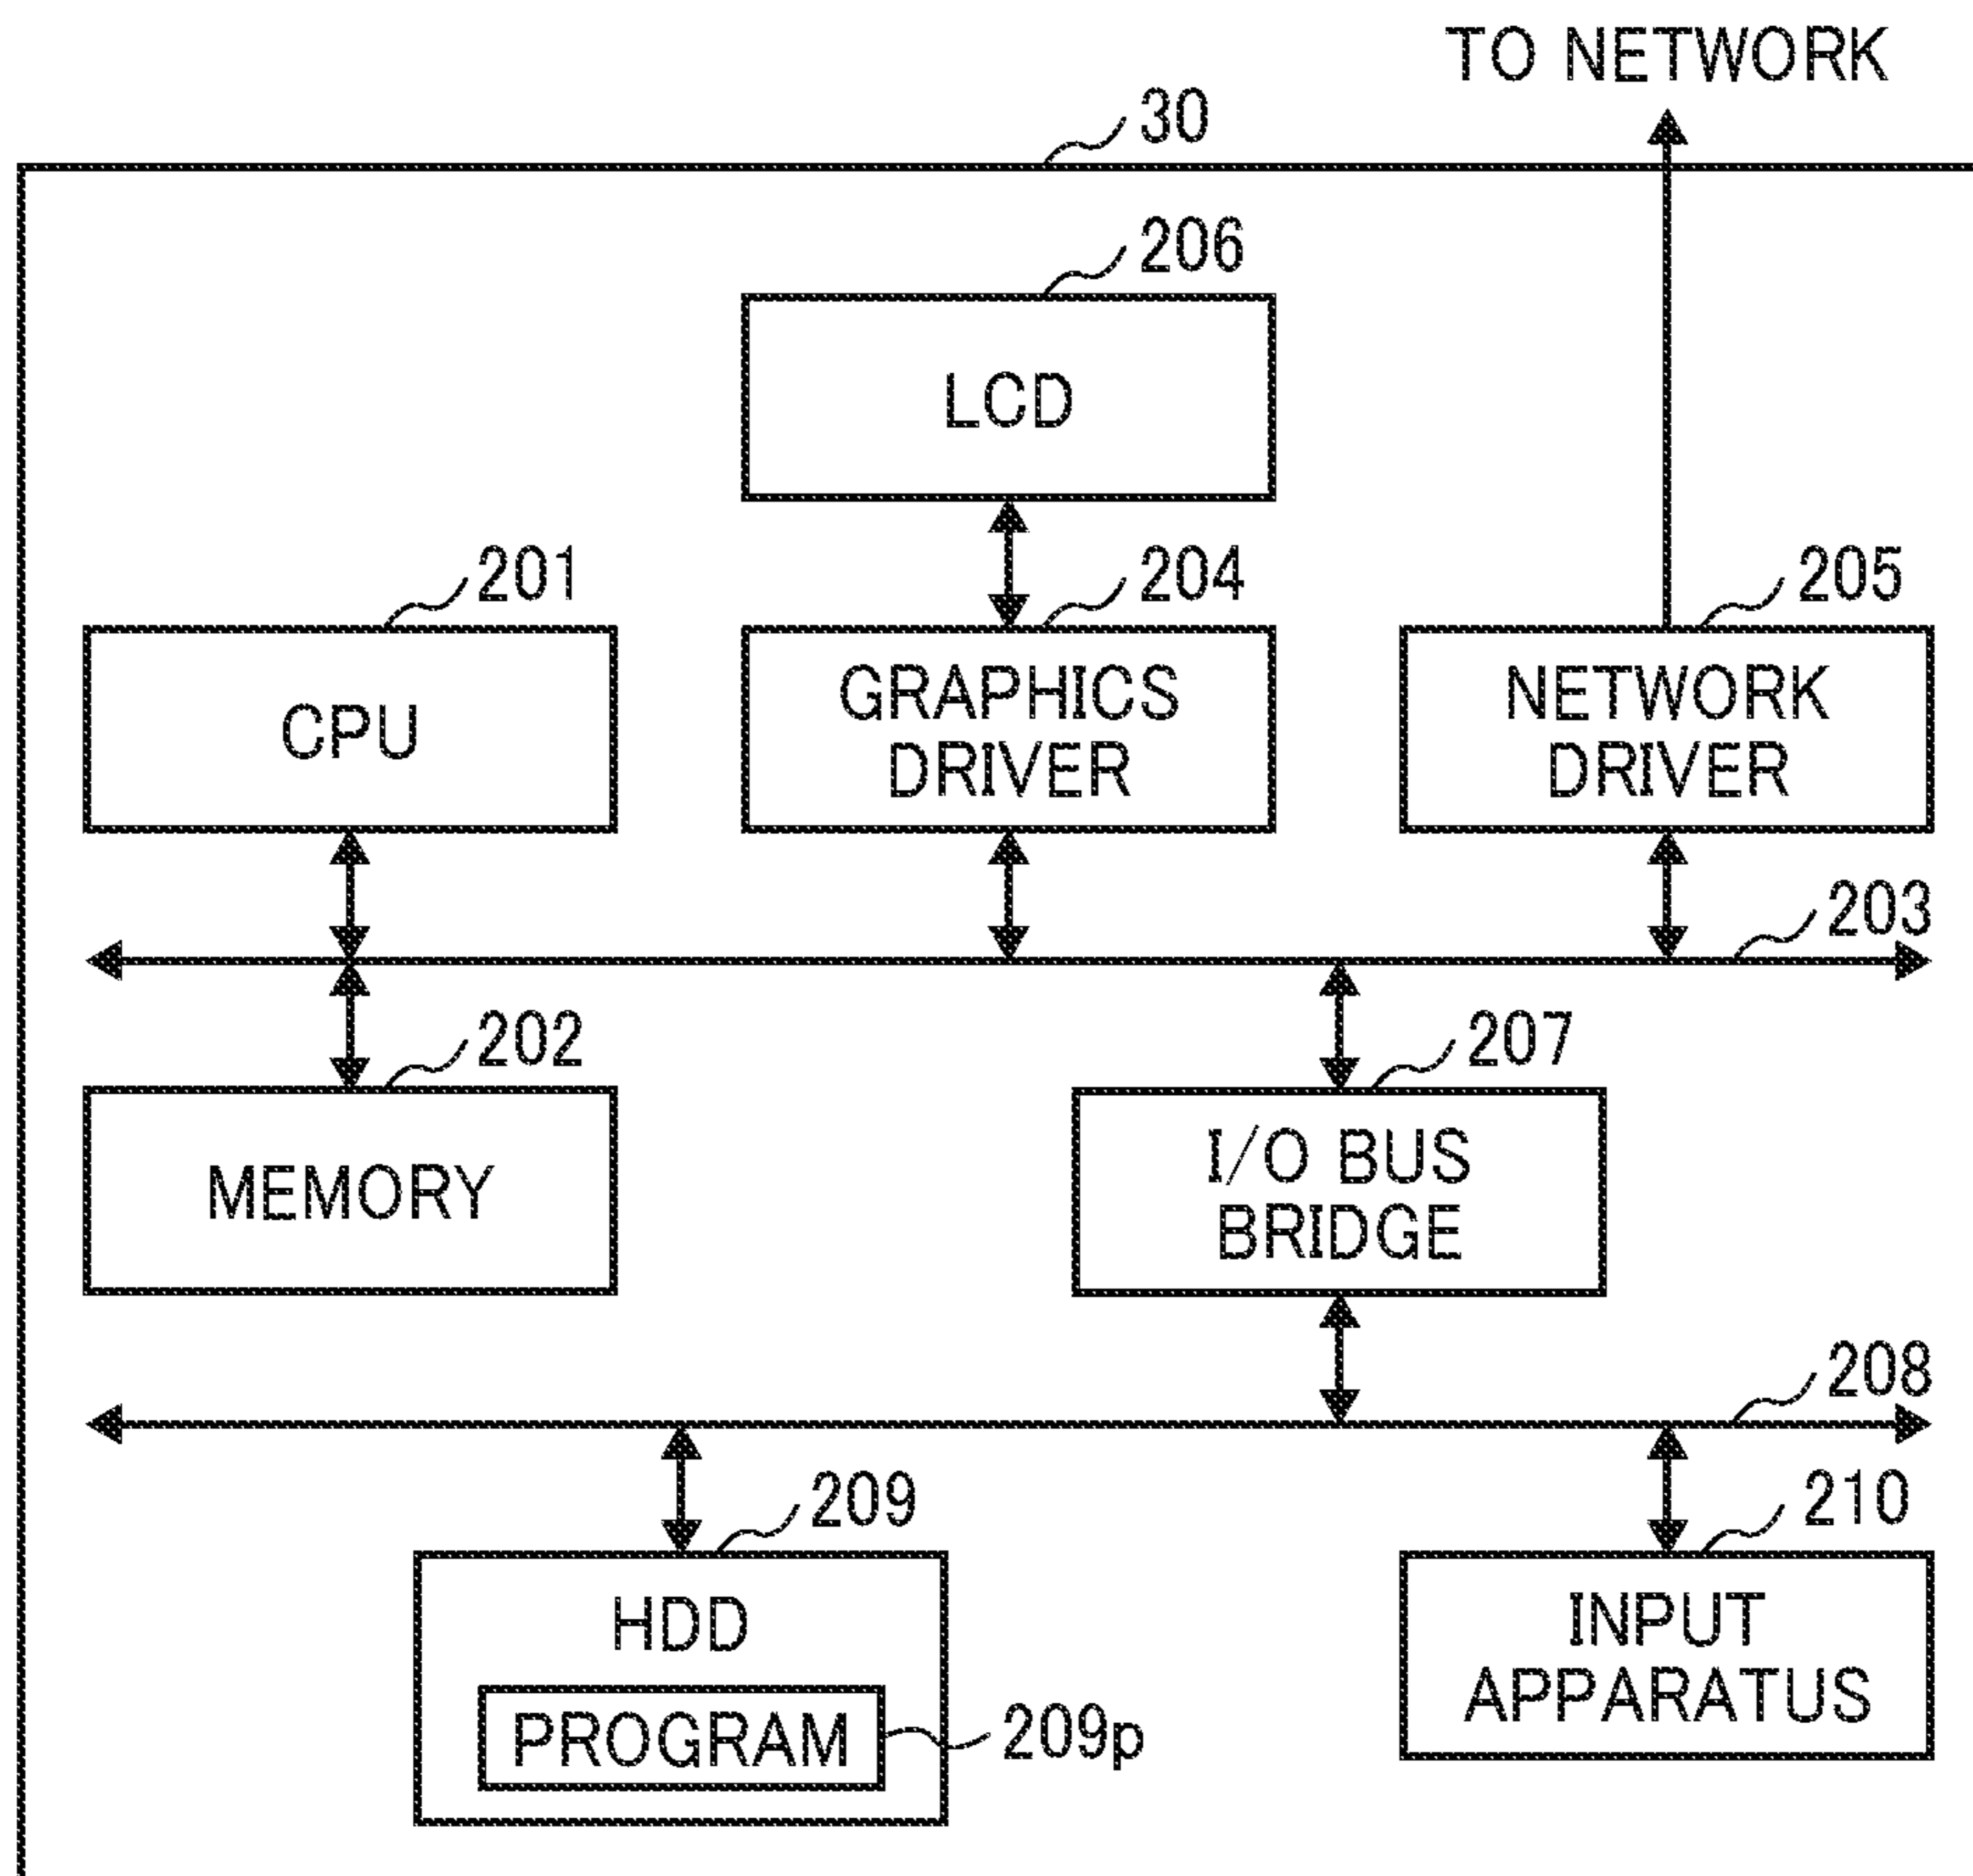 TO NETWORK
30
206
LCD
201
204
205
CPU
GRAPHICS
DRIVER
NETWORK
DRIVER
203
202
207
MEMORY
I/O BUS
BRIDGE
208
209
210
HDD
PROGRAM
209p
INPUT
APPARATUS